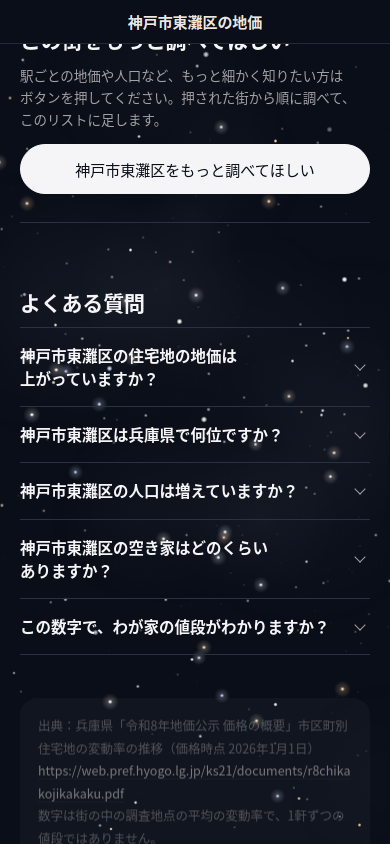 神戸市東灘区の地価
この街をもっと調べてほしい
駅ごとの地価や人口など、もっと細かく知りたい方は
ボタンを押してください。押された街から順に調べて、
このリストに足します。
神戸市東灘区をもっと調べてほしい
よくある質問
神戸市東灘区の住宅地の地価は
上がっていますか？
神戸市東灘区は兵庫県で何位ですか？
神戸市東灘区の人口は増えていますか？
神戸市東灘区の空き家はどのくらい
ありますか？
この数字で、わが家の値段がわかりますか？
出典：兵庫県「令和8年地価公示 価格の概要」市区町別
住宅地の変動率の推移（価格時点 2026年1月1日）
https://web.pref.hyogo.lg.jp/ks21/documents/r8chika
kojikakaku.pdf
数字は街の中の調査地点の平均の変動率で、1軒ずつの
値段ではありません。